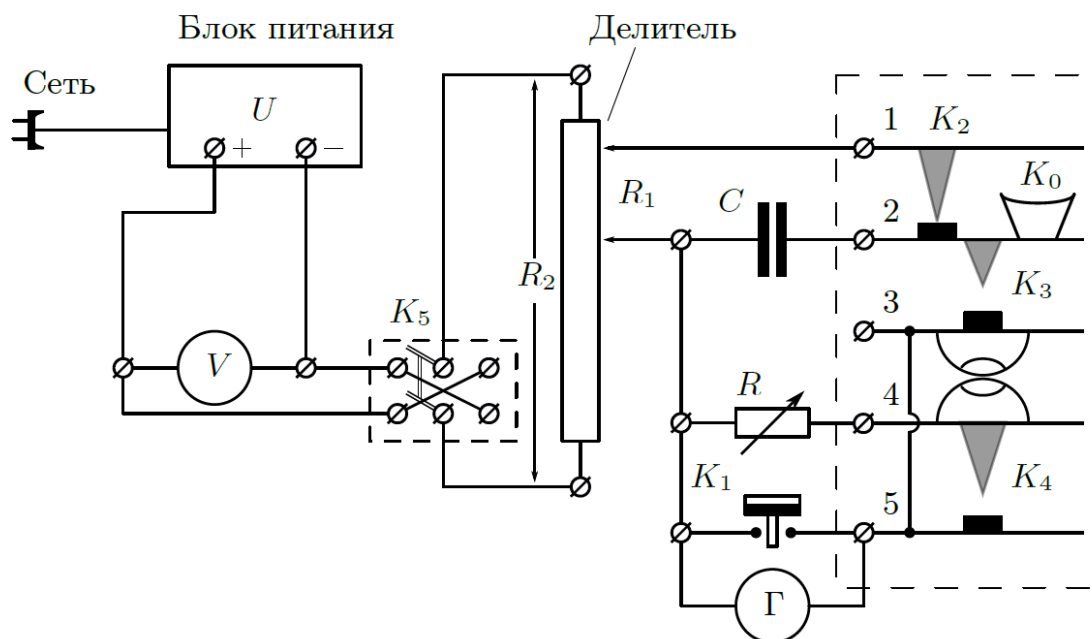 Блок питания
Делитель
Сеть
U
+
−
1
K₂
K₀
R₁
C
2
R₂
K₃
K₅
3
V
R
4
K₁
K₄
5
Г